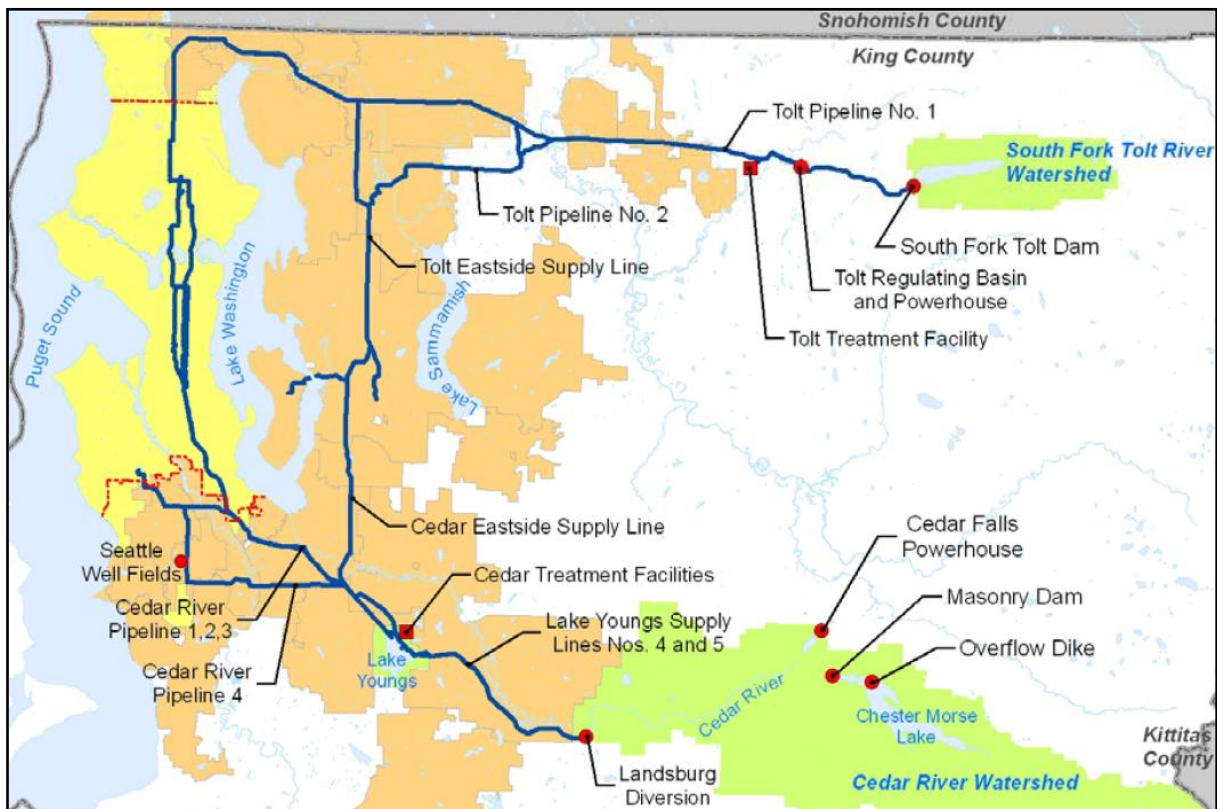 Snohomish County
King County
Tolt Pipeline No. 1
South Fork Tolt River
Watershed
Tolt Pipeline No. 2
South Fork Tolt Dam
Tolt Eastside Supply Line
Tolt Regulating Basin
and Powerhouse
Tolt Treatment Facility
Puget Sound
Lake Washington
Lake Sammamish
Cedar Eastside Supply Line
Cedar Falls
Powerhouse
Seattle
Well Fields
Cedar Treatment Facilities
Masonry Dam
Cedar River
Pipeline 1,2,3
Lake Youngs Supply
Lines Nos. 4 and 5
Overflow Dike
Cedar River
Pipeline 4
Lake
Youngs
Cedar River
Chester Morse
Lake
Kittitas
County
Landsburg
Diversion
Cedar River Watershed